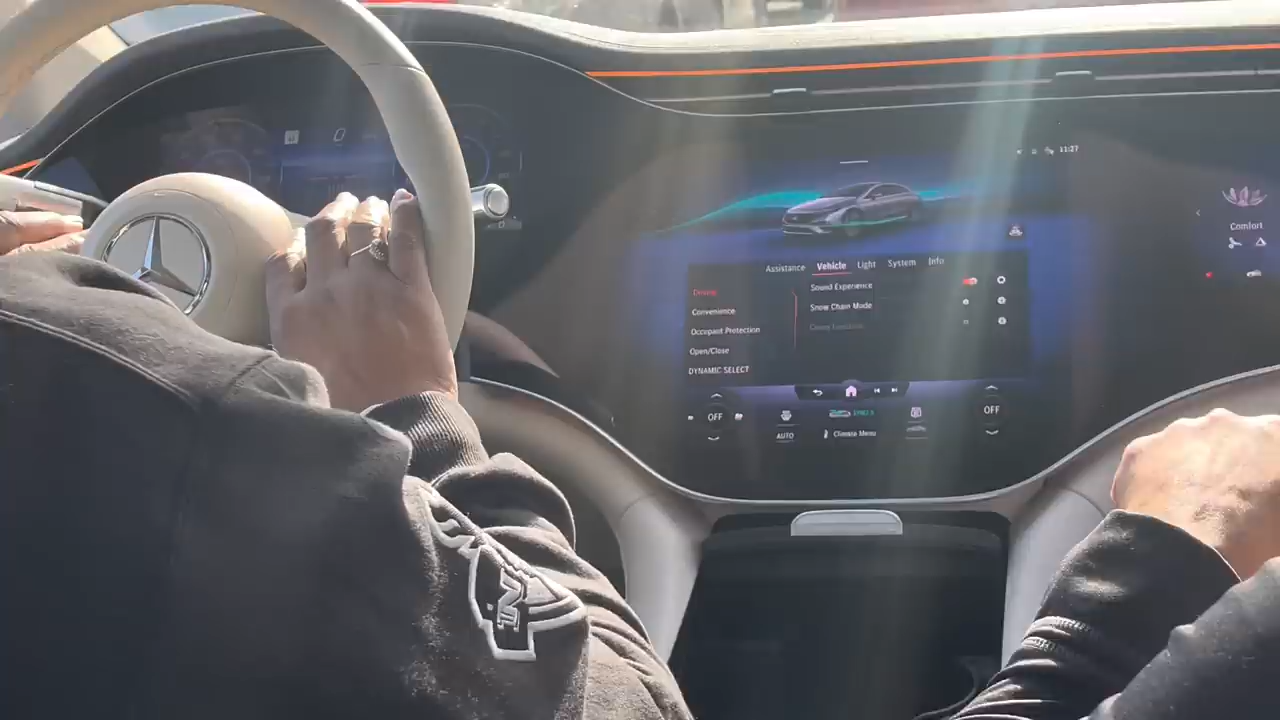 11:27
Comfort
Assistance Vehicle Light System Info
Driving
Convenience
Occupant Protection
Open/Close
DYNAMIC SELECT
Sound Experience
Snow Chain Mode
OFF
AUTO
Climate Menu
OFF